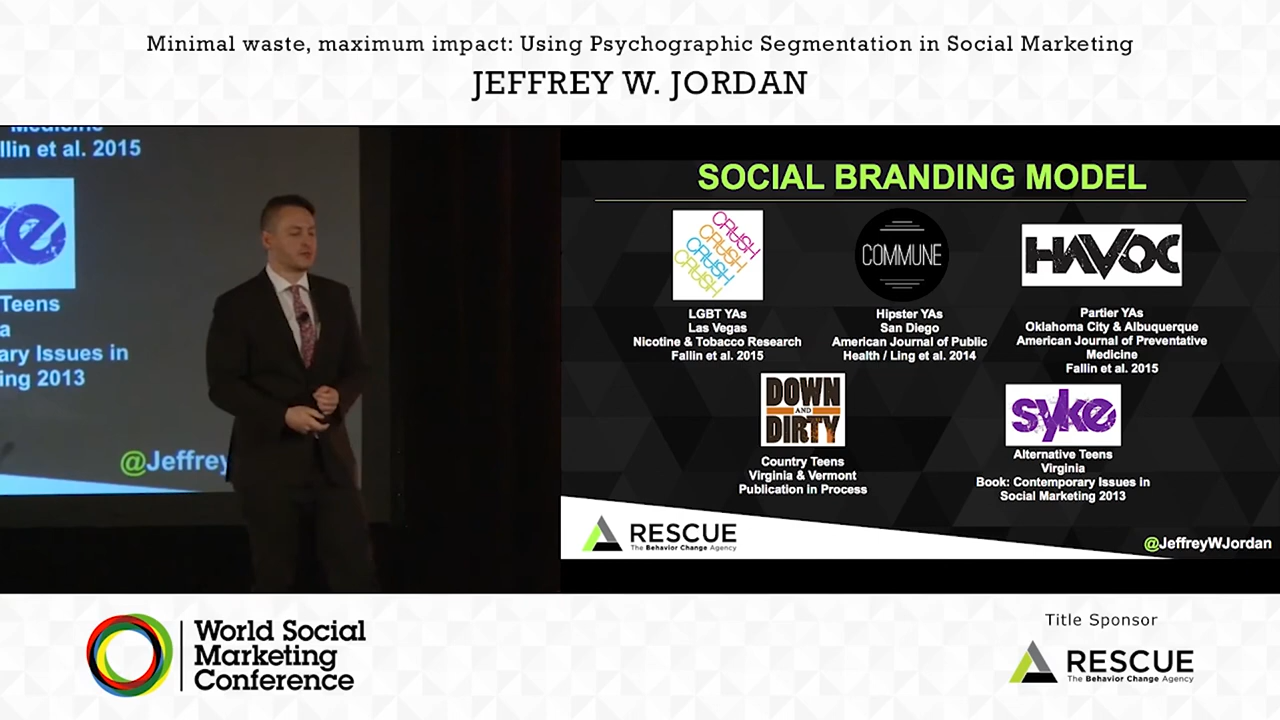 Minimal waste, maximum impact: Using Psychographic Segmentation in Social Marketing
JEFFREY W. JORDAN
Medicine
llin et al. 2015
ke
Teens
a
ary Issues in
ing 2013
@Jeffrey
SOCIAL BRANDING MODEL
CRUSH
CRUSH
CRUSH
CRUSH
LGBT YAs
Las Vegas
Nicotine & Tobacco Research
Fallin et al. 2015
COMMUNE
Hipster YAs
San Diego
American Journal of Public
Health / Ling et al. 2014
HAVOC
Partier YAs
Oklahoma City & Albuquerque
American Journal of Preventative
Medicine
Fallin et al. 2015
DOWN
AND
DIRTY
Country Teens
Virginia & Vermont
Publication in Process
syke
Alternative Teens
Virginia
Book: Contemporary Issues in
Social Marketing 2013
RESCUE
The Behavior Change Agency
@JeffreyWJordan
World Social
Marketing
Conference
Title Sponsor
RESCUE
The Behavior Change Agency